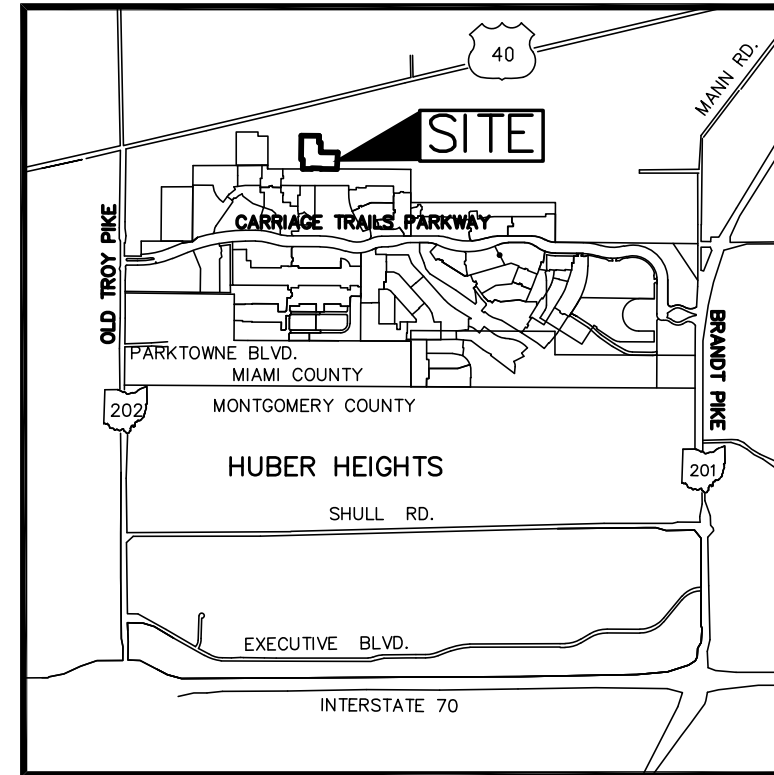 40
MANN RD.
SITE
CARRIAGE TRAILS PARKWAY
OLD TROY PIKE
BRANDT PIKE
PARKTOWNE BLVD.
MIAMI COUNTY
202
MONTGOMERY COUNTY
HUBER HEIGHTS
201
SHULL RD.
EXECUTIVE BLVD.
INTERSTATE 70